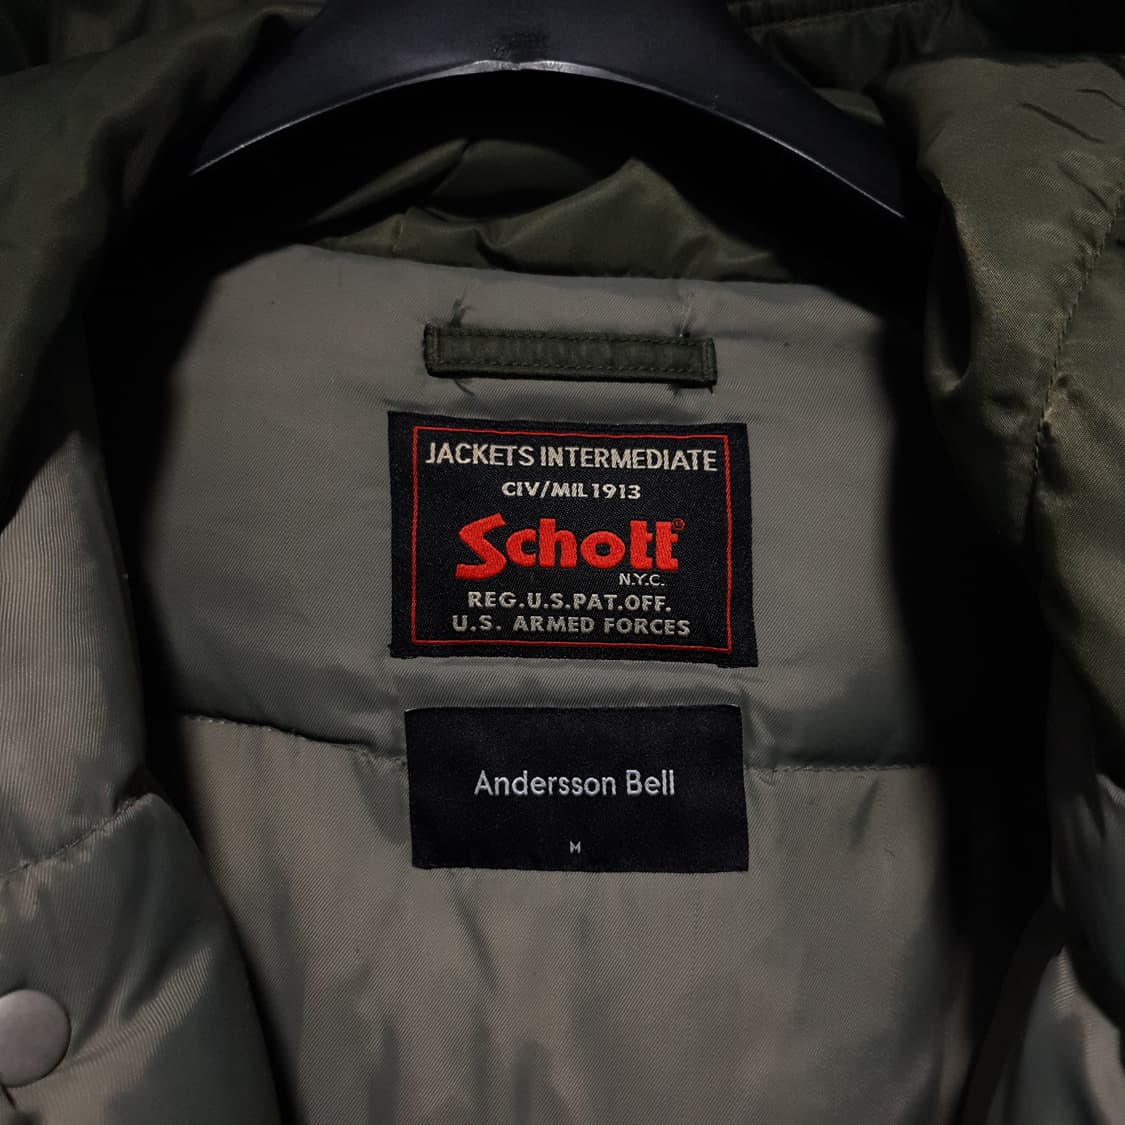 JACKETS INTERMEDIATE
CIV/MIL 1913
Schott®
N.Y.C.
REG.U.S.PAT.OFF.
U.S. ARMED FORCES
Andersson Bell
M